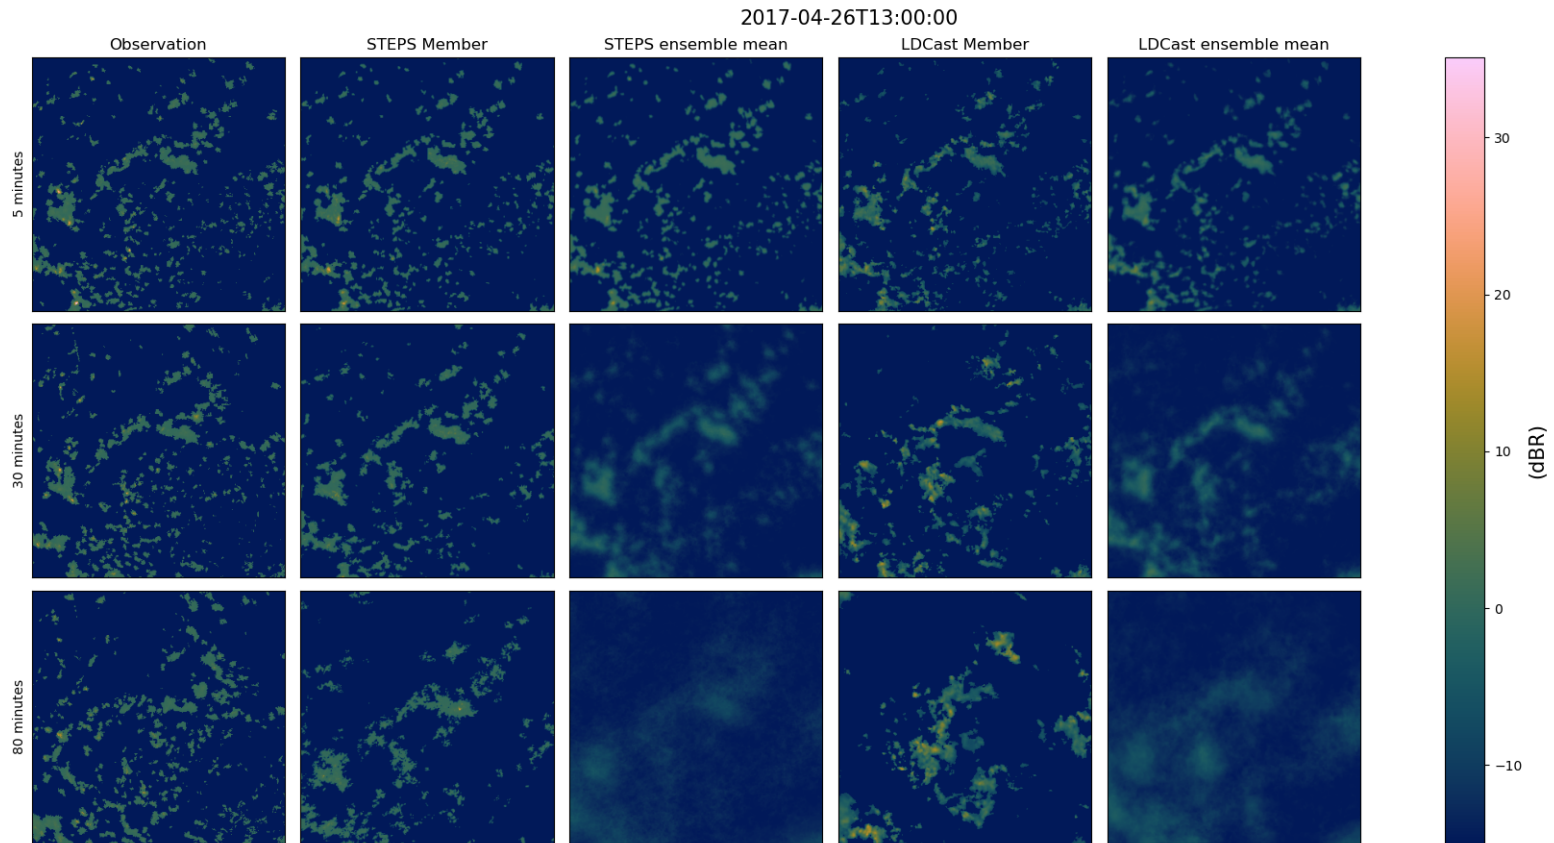 2017-04-26T13:00:00
Observation
STEPS Member
STEPS ensemble mean
LDCast Member
LDCast ensemble mean
5 minutes
30 minutes
80 minutes
30
20
10
0
−10
(dBR)